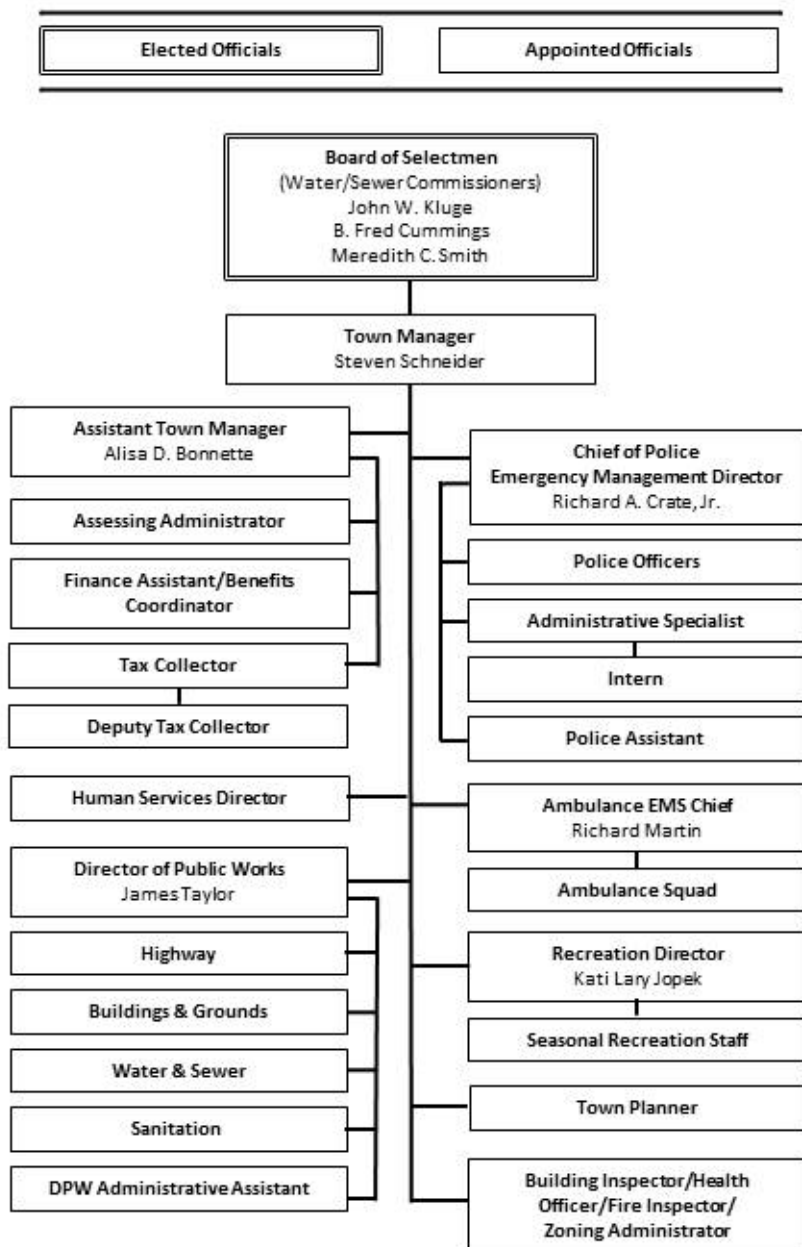 Elected Officials
Appointed Officials
Board of Selectmen
(Water/Sewer Commissioners)
John W. Kluge
B. Fred Cummings
Meredith C. Smith
Town Manager
Steven Schneider
Assistant Town Manager
Alisa D. Bonnette
Assessing Administrator
Finance Assistant/Benefits
Coordinator
Tax Collector
Deputy Tax Collector
Human Services Director
Director of Public Works
James Taylor
Highway
Buildings & Grounds
Water & Sewer
Sanitation
DPW Administrative Assistant
Chief of Police
Emergency Management Director
Richard A. Crate, Jr.
Police Officers
Administrative Specialist
Intern
Police Assistant
Ambulance EMS Chief
Richard Martin
Ambulance Squad
Recreation Director
Kati Lary Jopek
Seasonal Recreation Staff
Town Planner
Building Inspector/Health
Officer/Fire Inspector/
Zoning Administrator